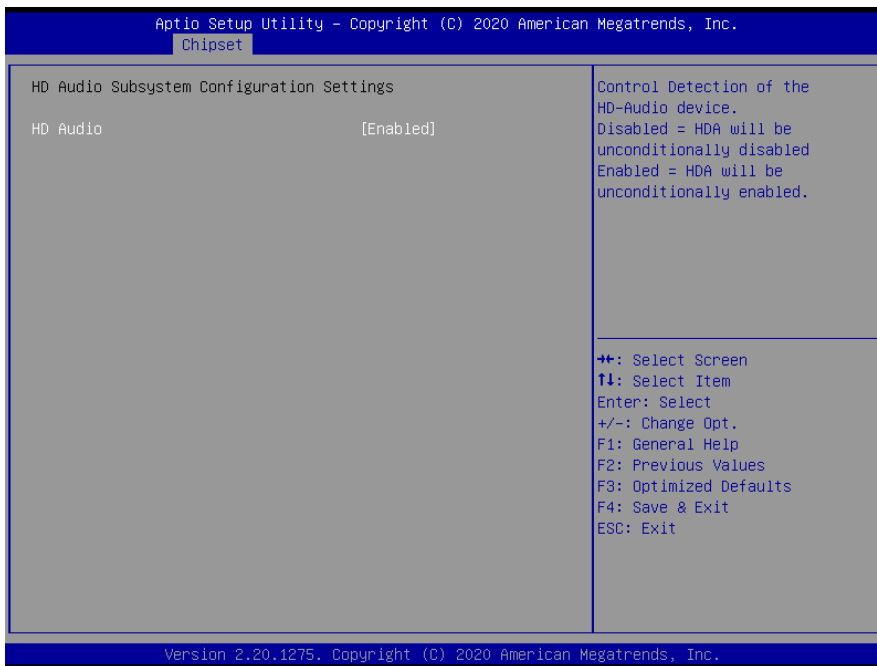 Aptio Setup Utility – Copyright (C) 2020 American Megatrends, Inc.
Chipset
HD Audio Subsystem Configuration Settings
HD Audio [Enabled]
Control Detection of the
HD-Audio device.
Disabled = HDA will be
unconditionally disabled
Enabled = HDA will be
unconditionally enabled.
→←: Select Screen
↑↓: Select Item
Enter: Select
+/-: Change Opt.
F1: General Help
F2: Previous Values
F3: Optimized Defaults
F4: Save & Exit
ESC: Exit
Version 2.20.1275. Copyright (C) 2020 American Megatrends, Inc.